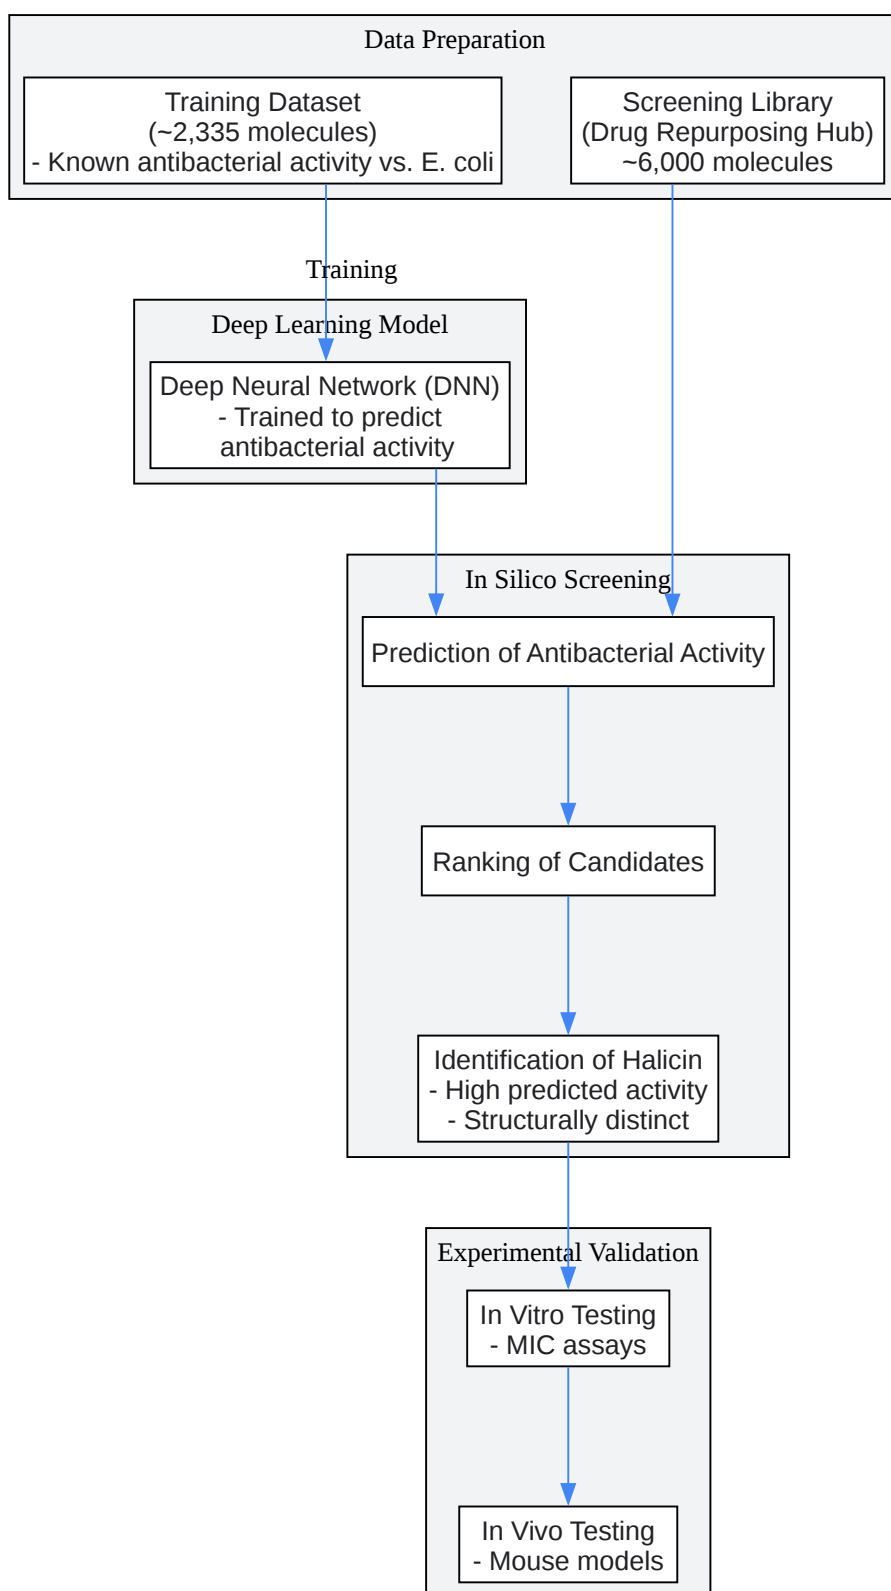 Data Preparation
Training Dataset
(~2,335 molecules)
- Known antibacterial activity vs. E. coli
Screening Library
(Drug Repurposing Hub)
~6,000 molecules
Training
Deep Learning Model
Deep Neural Network (DNN)
- Trained to predict
antibacterial activity
In Silico Screening
Prediction of Antibacterial Activity
Ranking of Candidates
Identification of Halicin
- High predicted activity
- Structurally distinct
Experimental Validation
In Vitro Testing
- MIC assays
In Vivo Testing
- Mouse models